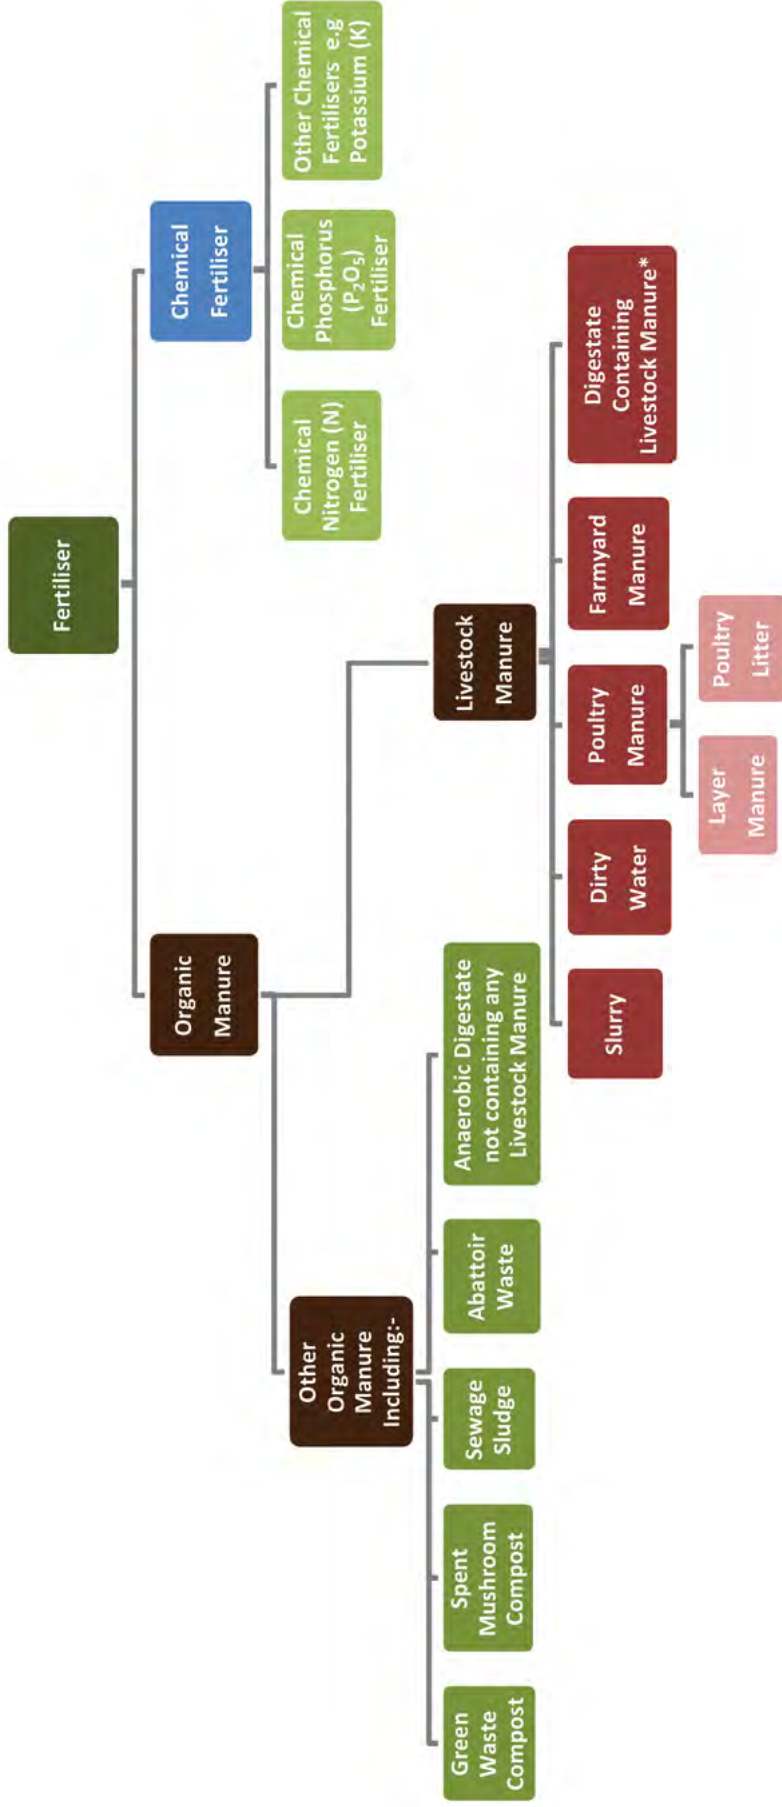 Fertiliser
Organic
Manure
Chemical
Fertiliser
Other
Organic
Manure
Including:-
Livestock
Manure
Chemical
Nitrogen (N)
Fertiliser
Chemical
Phosphorus
(P₂O₅)
Fertiliser
Other Chemical
Fertilisers e.g
Potassium (K)
Green
Waste
Compost
Spent
Mushroom
Compost
Sewage
Sludge
Abattoir
Waste
Anaerobic Digestate
not containing any
Livestock Manure
Slurry
Dirty
Water
Poultry
Manure
Farmyard
Manure
Digestate
Containing
Livestock Manure*
Layer
Manure
Poultry
Litter